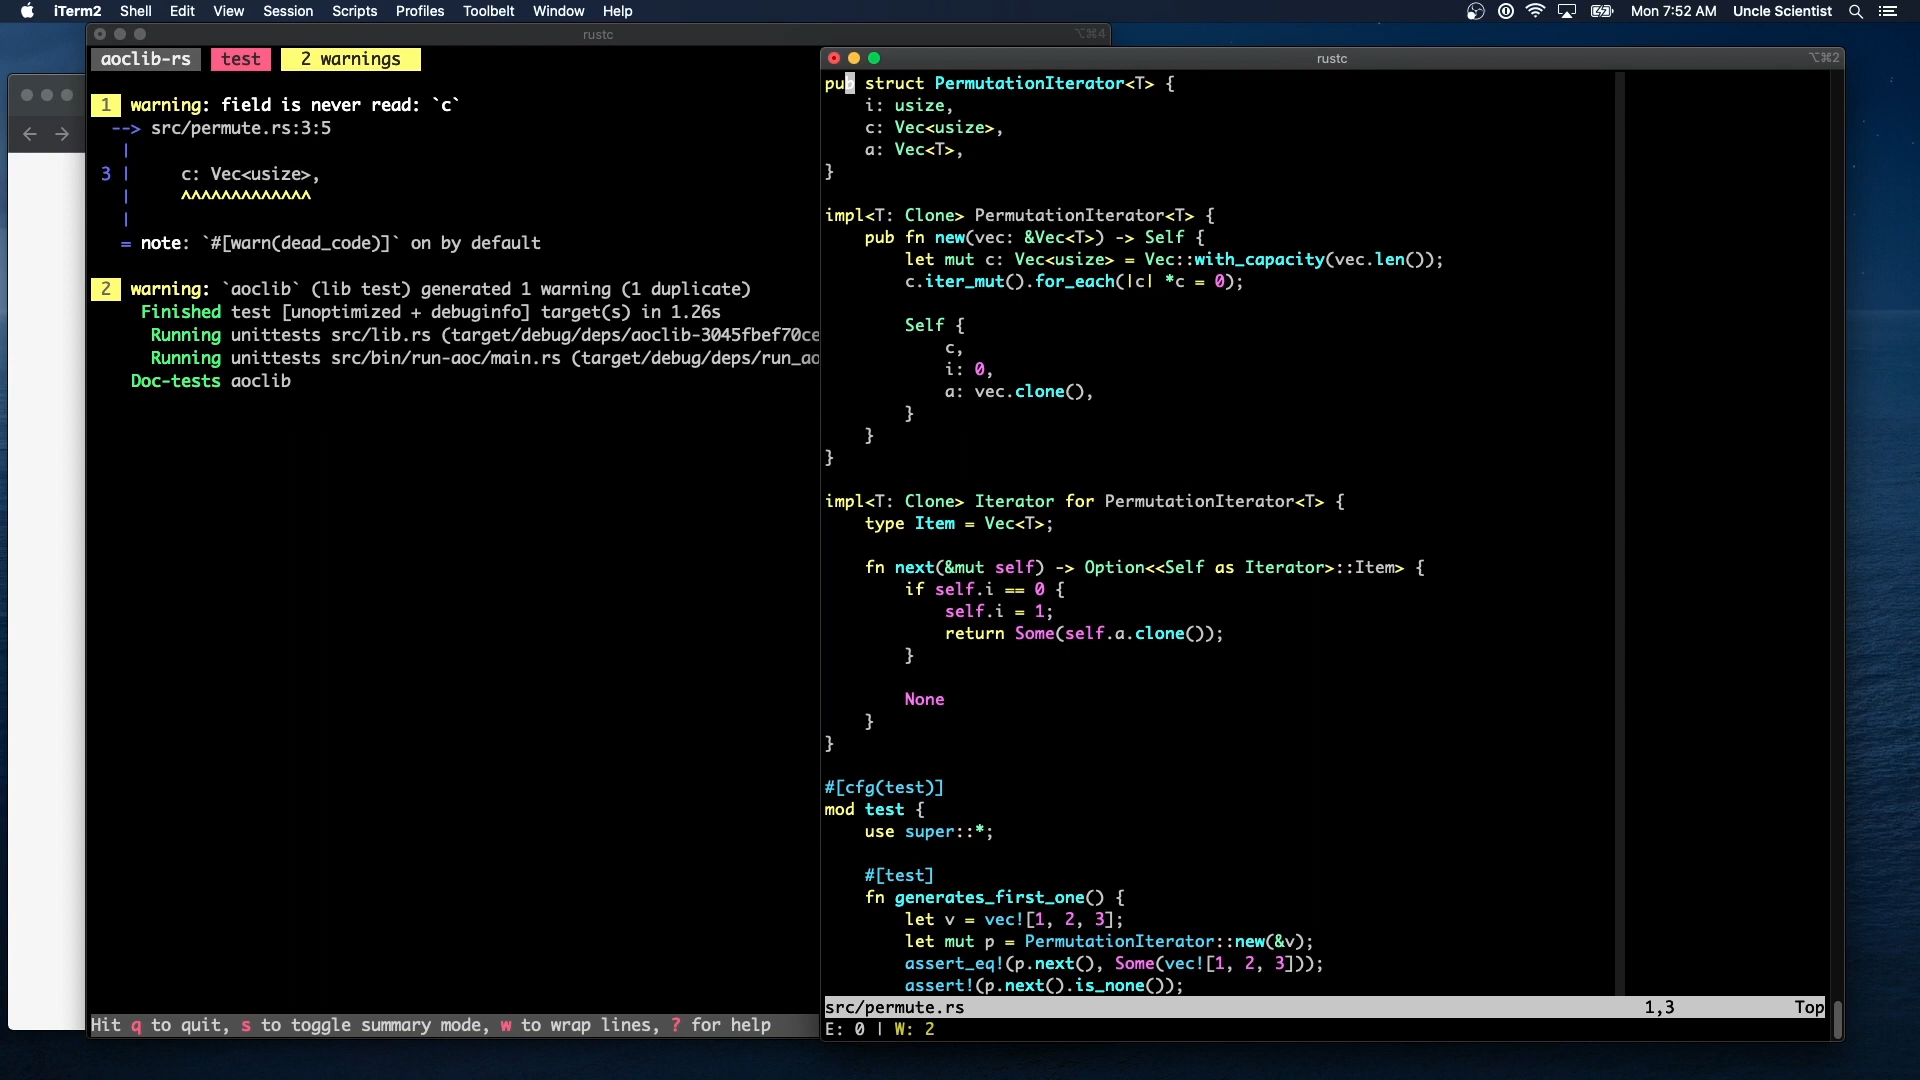 iTerm2 Shell Edit View Session Scripts Profiles Toolbelt Window Help Mon 7:52 AM Uncle Scientist
rustc ⌥⌘4
aoclib-rs test 2 warnings
1 warning: field is never read: `c`
--> src/permute.rs:3:5
|
3 | c: Vec<usize>,
| ^^^^^^^^^^^^^
|
= note: `#[warn(dead_code)]` on by default
2 warning: `aoclib` (lib test) generated 1 warning (1 duplicate)
Finished test [unoptimized + debuginfo] target(s) in 1.26s
Running unittests src/lib.rs (target/debug/deps/aoclib-3045fbef70ce
Running unittests src/bin/run-aoc/main.rs (target/debug/deps/run_ao
Doc-tests aoclib
Hit q to quit, s to toggle summary mode, w to wrap lines, ? for help
rustc ⌥⌘2
pub struct PermutationIterator<T> {
    i: usize,
    c: Vec<usize>,
    a: Vec<T>,
}
impl<T: Clone> PermutationIterator<T> {
    pub fn new(vec: &Vec<T>) -> Self {
        let mut c: Vec<usize> = Vec::with_capacity(vec.len());
        c.iter_mut().for_each(|c| *c = 0);
        Self {
            c,
            i: 0,
            a: vec.clone(),
        }
    }
}
impl<T: Clone> Iterator for PermutationIterator<T> {
    type Item = Vec<T>;
    fn next(&mut self) -> Option<<Self as Iterator>::Item> {
        if self.i == 0 {
            self.i = 1;
            return Some(self.a.clone());
        }
        None
    }
}
#[cfg(test)]
mod test {
    use super::*;
    #[test]
    fn generates_first_one() {
        let v = vec![1, 2, 3];
        let mut p = PermutationIterator::new(&v);
        assert_eq!(p.next(), Some(vec![1, 2, 3]));
        assert!(p.next().is_none());
src/permute.rs 1,3 Top
E: 0 | W: 2